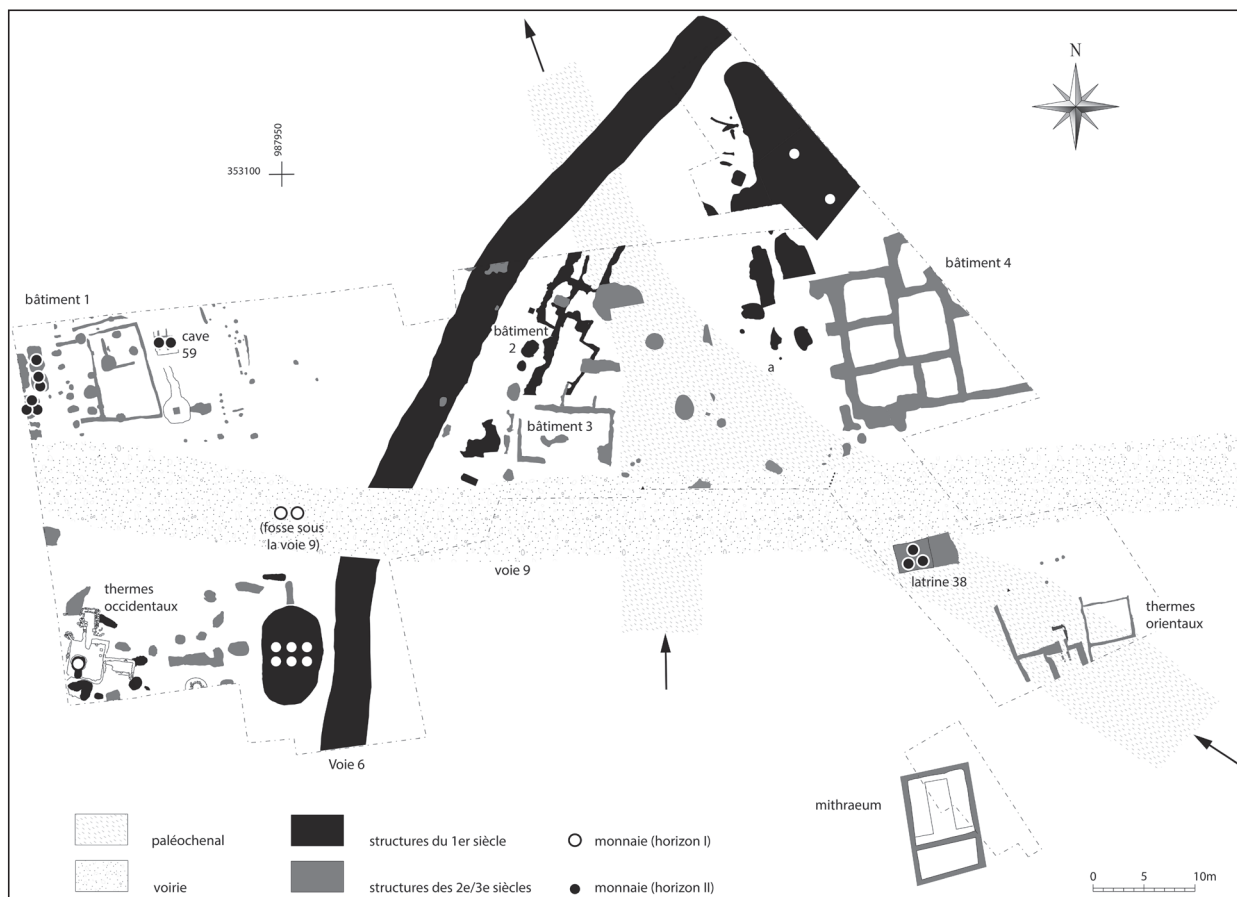 N
987950
353100
bâtiment 1
bâtiment 4
cave
59
bâtiment
2
a
bâtiment 3
(fosse sous
la voie 9)
voie 9
thermes
occidentaux
latrine 38
thermes
orientaux
Voie 6
mithraeum
paléochenal
structures du 1er siècle
monnaie (horizon I)
voirie
structures des 2e/3e siècles
monnaie (horizon II)
0 5 10m